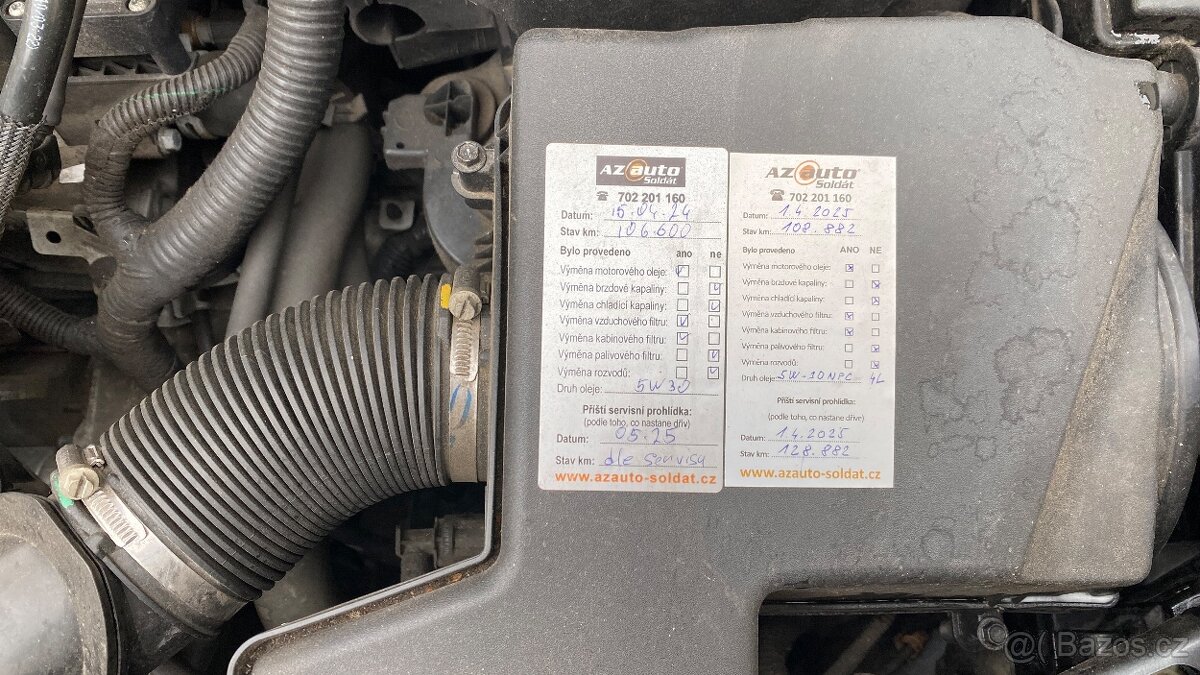 AZ auto
Soldát
☎ 702 201 160
Datum: 15.04.24
Stav km: 106.600
Bylo provedeno ano ne
Výměna motorového oleje: ☑ ☐
Výměna brzdové kapaliny: ☐ ☑
Výměna chladící kapaliny: ☐ ☑
Výměna vzduchového filtru: ☑ ☐
Výměna kabinového filtru: ☑ ☐
Výměna palivového filtru: ☐ ☑
Výměna rozvodů: ☐ ☑
Druh oleje: 5W30
Příští servisní prohlídka:
(podle toho, co nastane dřív)
Datum: 05.25
Stav km: dle servisu
www.azauto-soldat.cz
AZ auto
Soldát
☎ 702 201 160
Datum: 1.4.2025
Stav km: 108.882
Bylo provedeno ANO NE
Výměna motorového oleje: ☒ ☐
Výměna brzdové kapaliny: ☐ ☒
Výměna chladící kapaliny: ☐ ☒
Výměna vzduchového filtru: ☒ ☐
Výměna kabinového filtru: ☒ ☐
Výměna palivového filtru: ☐ ☒
Výměna rozvodů: ☐ ☒
Druh oleje: 5W-10 4L
Příští servisní prohlídka:
(podle toho, co nastane dříve)
Datum: 1.4.2025
Stav km: 128.882
www.azauto-soldat.cz
@ Bazos.cz